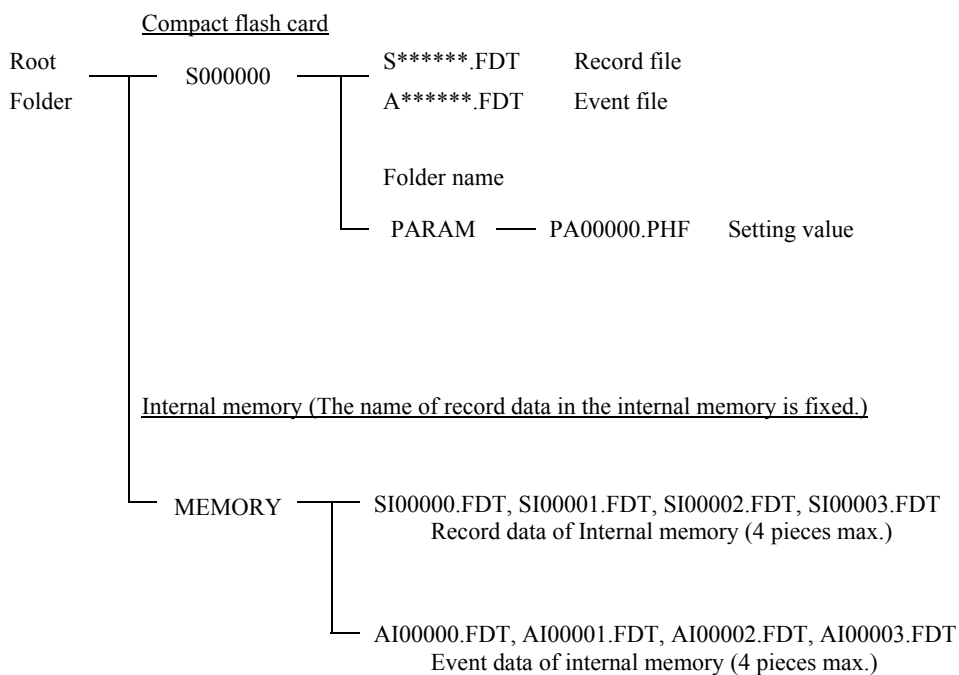 Compact flash card
Root
Folder
S000000
S******.FDT Record file
A******.FDT Event file
Folder name
PARAM PA00000.PHF Setting value
Internal memory (The name of record data in the internal memory is fixed.)
MEMORY
SI00000.FDT, SI00001.FDT, SI00002.FDT, SI00003.FDT
Record data of Internal memory (4 pieces max.)
AI00000.FDT, AI00001.FDT, AI00002.FDT, AI00003.FDT
Event data of internal memory (4 pieces max.)